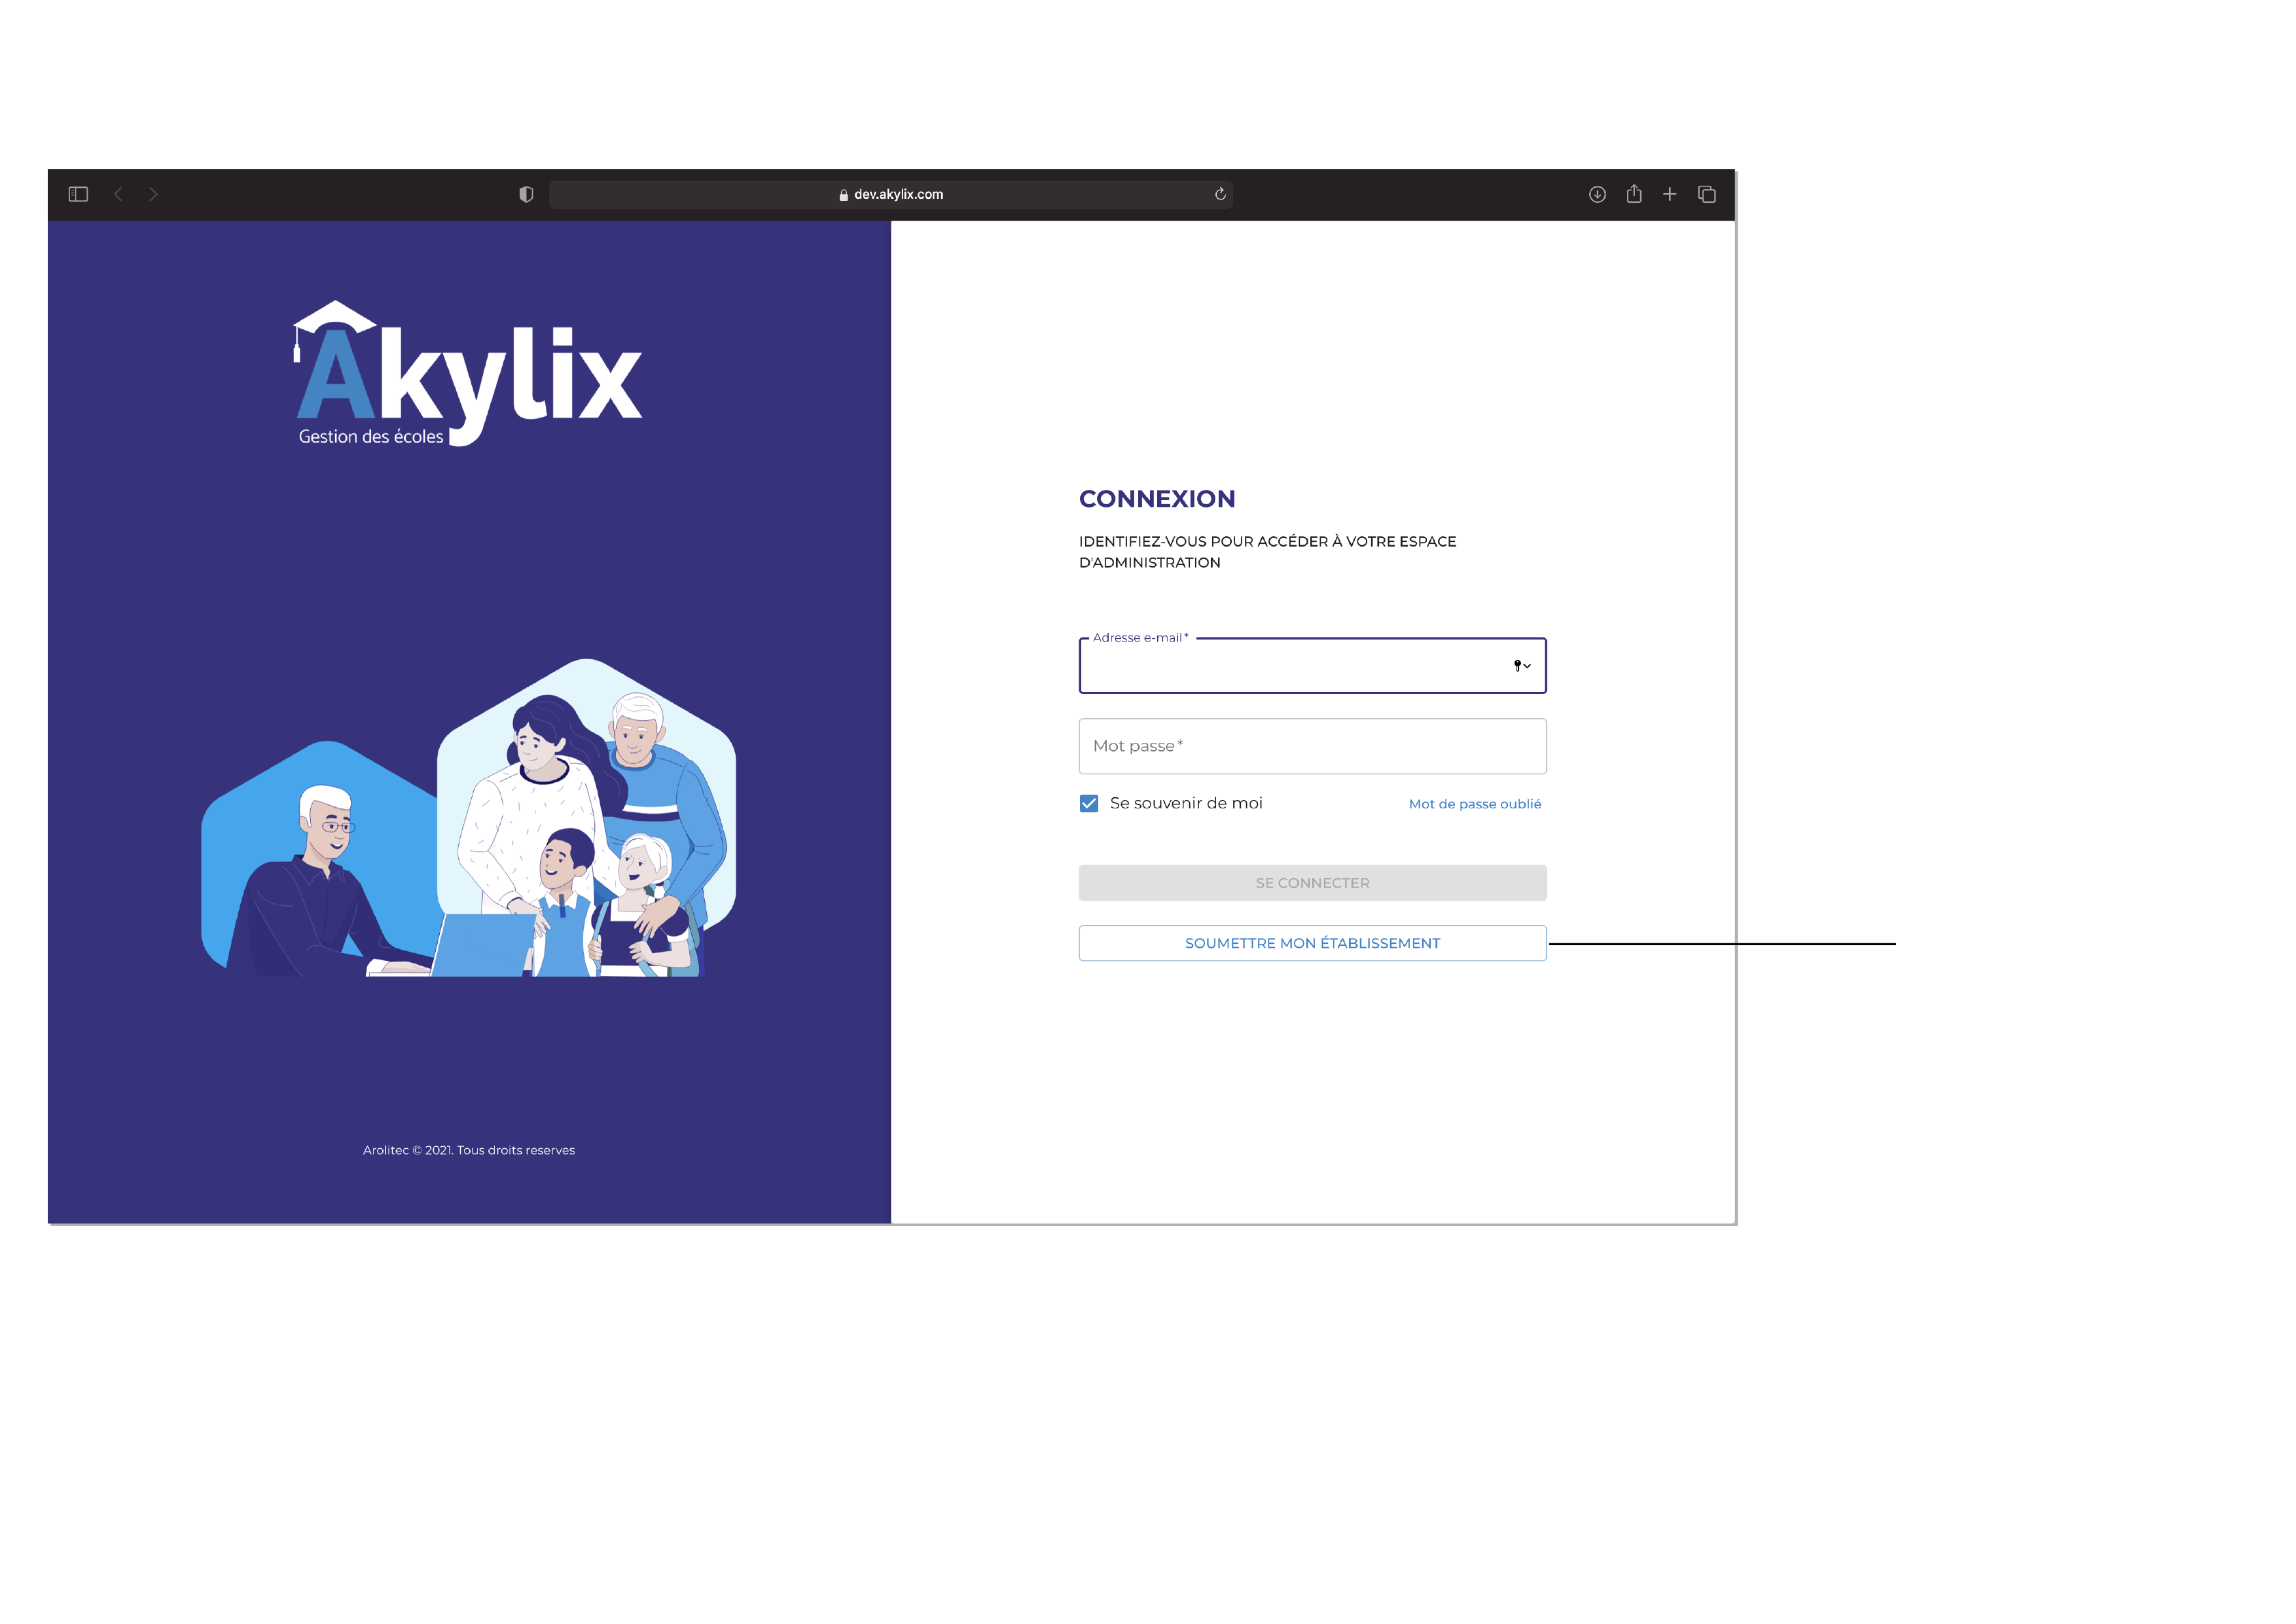 dev.akylix.com
Akylix
Gestion des écoles
CONNEXION
IDENTIFIEZ-VOUS POUR ACCÉDER À VOTRE ESPACE
D'ADMINISTRATION
Adresse e-mail *
Mot passe *
Se souvenir de moi
Mot de passe oublié
SE CONNECTER
SOUMETTRE MON ÉTABLISSEMENT
Arolitec © 2021. Tous droits reserves